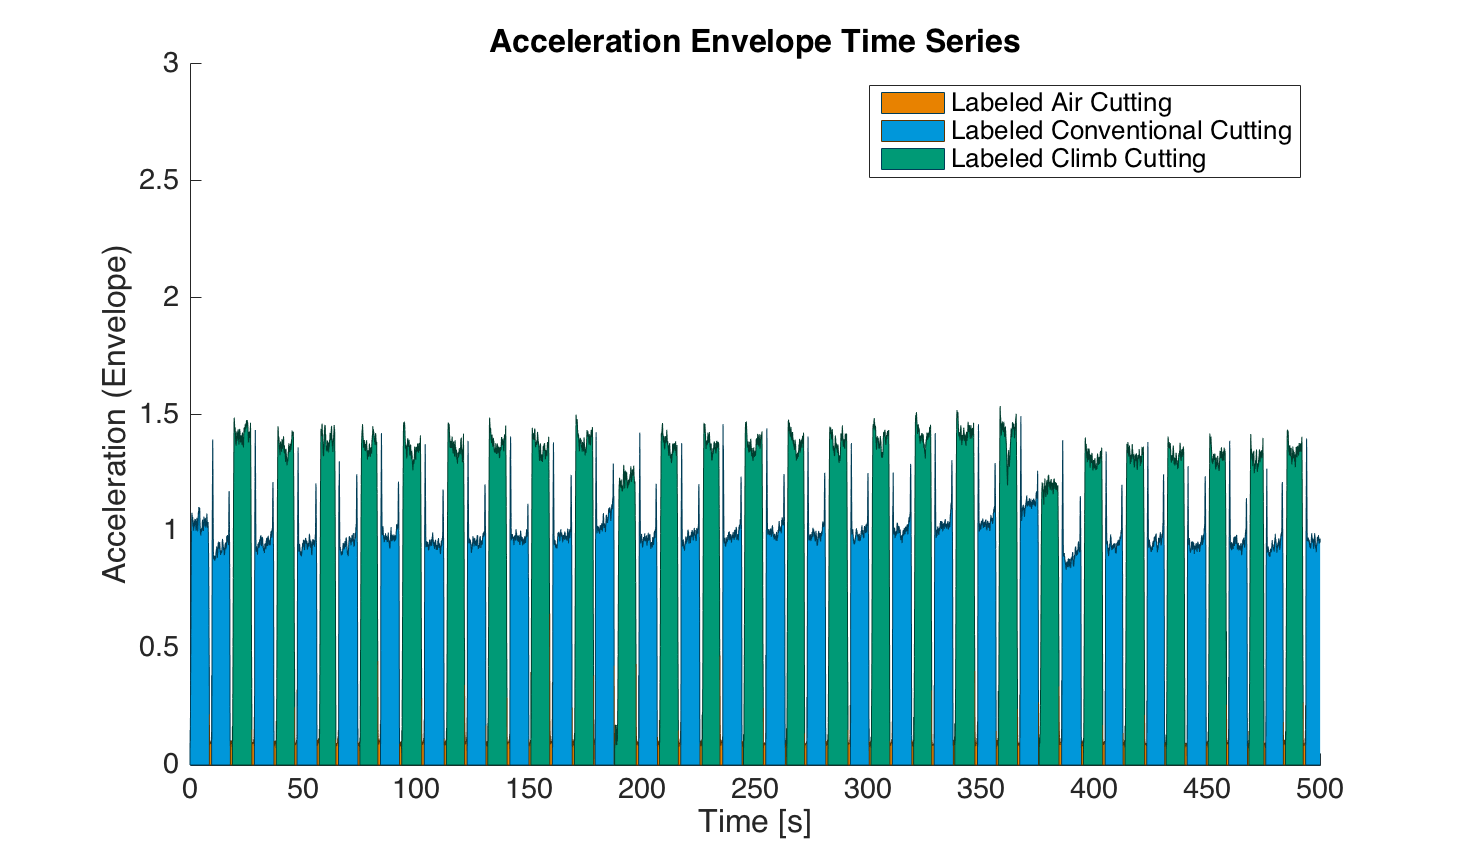 Acceleration Envelope Time Series
3
2.5
2
1.5
1
0.5
0
Acceleration (Envelope)
Labeled Air Cutting
Labeled Conventional Cutting
Labeled Climb Cutting
0 50 100 150 200 250 300 350 400 450 500
Time [s]